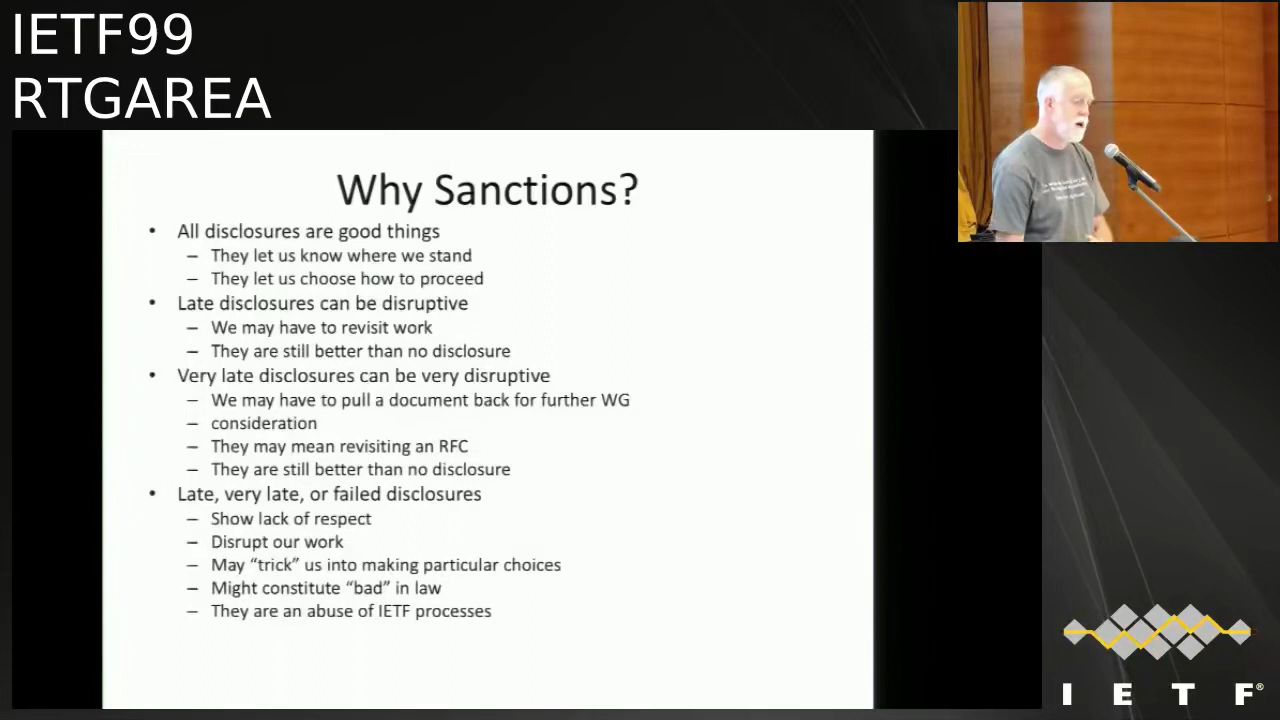 IETF99
RTGAREA
Why Sanctions?
• All disclosures are good things
– They let us know where we stand
– They let us choose how to proceed
• Late disclosures can be disruptive
– We may have to revisit work
– They are still better than no disclosure
• Very late disclosures can be very disruptive
– We may have to pull a document back for further WG
– consideration
– They may mean revisiting an RFC
– They are still better than no disclosure
• Late, very late, or failed disclosures
– Show lack of respect
– Disrupt our work
– May “trick” us into making particular choices
– Might constitute “bad” in law
– They are an abuse of IETF processes
I E T F®